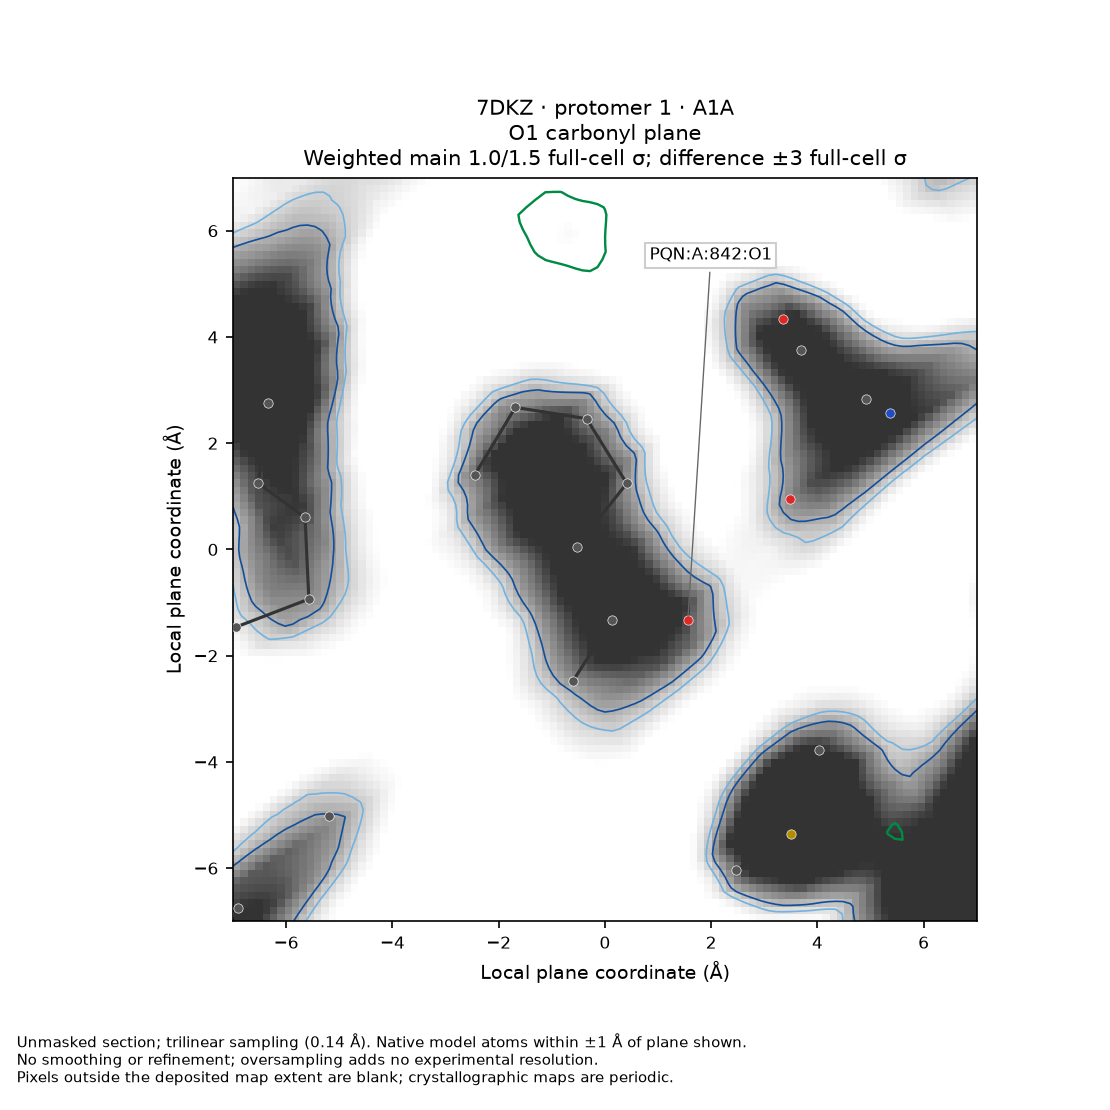 7DKZ · protomer 1 · A1A
O1 carbonyl plane
Weighted main 1.0/1.5 full-cell σ; difference ±3 full-cell σ
PQN:A:842:O1
6
4
2
0
−2
−4
−6
Local plane coordinate (Å)
−6 −4 −2 0 2 4 6
Local plane coordinate (Å)
Unmasked section; trilinear sampling (0.14 Å). Native model atoms within ±1 Å of plane shown.
No smoothing or refinement; oversampling adds no experimental resolution.
Pixels outside the deposited map extent are blank; crystallographic maps are periodic.